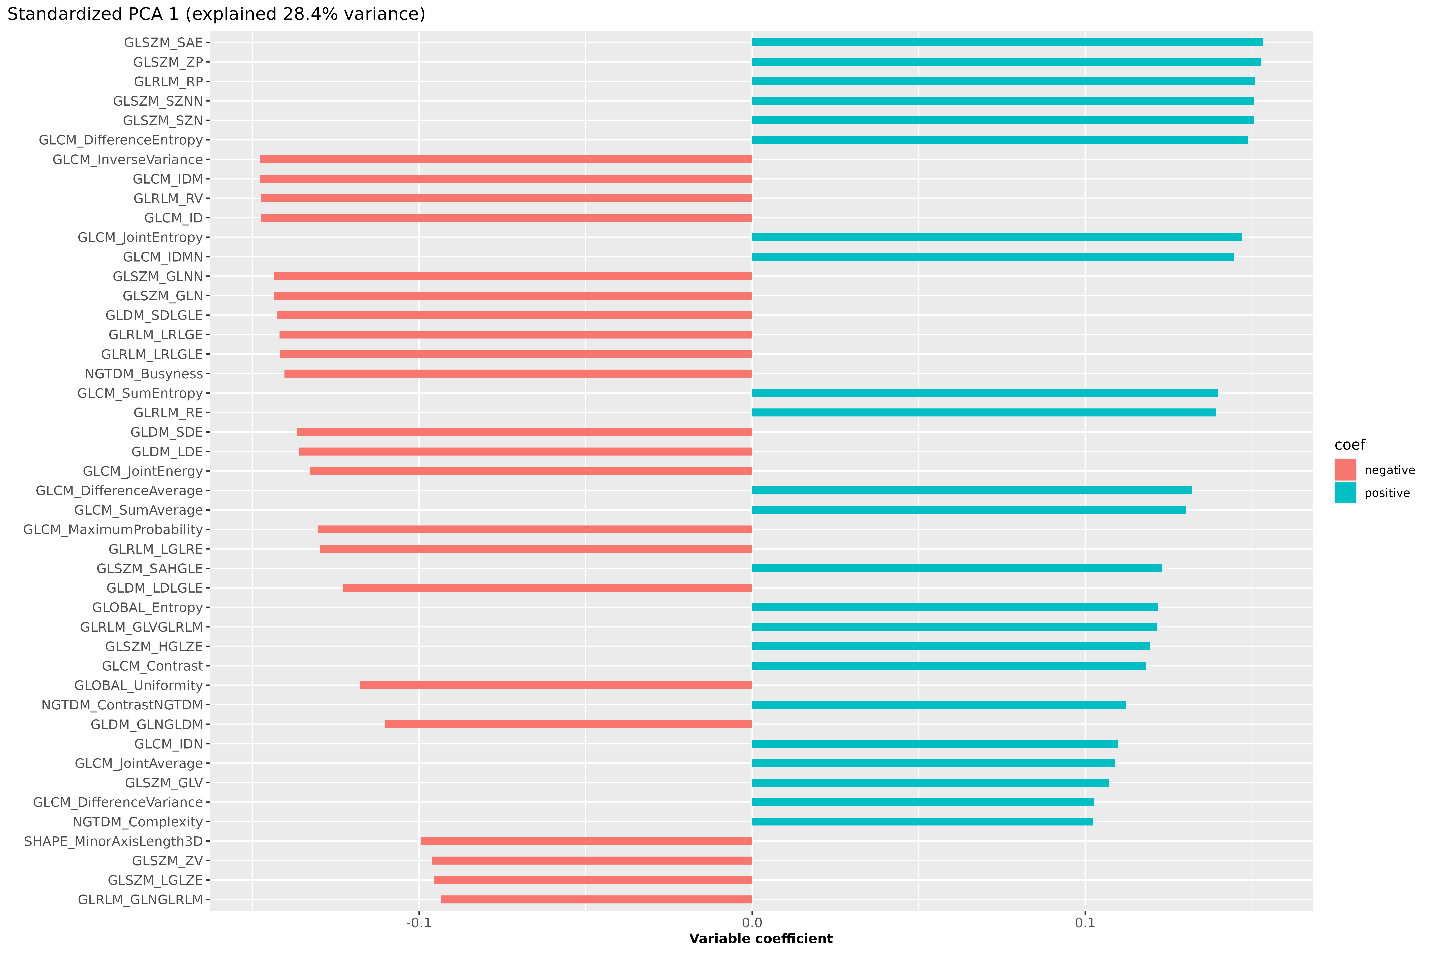 Standardized PCA 1 (explained 28.4% variance)
GLSZM_SAE
GLSZM_ZP
GLRLM_RP
GLSZM_SZNN
GLSZM_SZN
GLCM_DifferenceEntropy
GLCM_InverseVariance
GLCM_IDM
GLRLM_RV
GLCM_ID
GLCM_JointEntropy
GLCM_IDMN
GLSZM_GLNN
GLSZM_GLN
GLDM_SDLGLE
GLRLM_LRLGE
GLRLM_LRLGLE
NGTDM_Busyness
GLCM_SumEntropy
GLRLM_RE
GLDM_SDE
GLDM_LDE
GLCM_JointEnergy
GLCM_DifferenceAverage
GLCM_SumAverage
GLCM_MaximumProbability
GLRLM_LGLRE
GLSZM_SAHGLE
GLDM_LDLGLE
GLOBAL_Entropy
GLRLM_GLVGLRLM
GLSZM_HGLZE
GLCM_Contrast
GLOBAL_Uniformity
NGTDM_ContrastNGTDM
GLDM_GLNGLDM
GLCM_IDN
GLCM_JointAverage
GLSZM_GLV
GLCM_DifferenceVariance
NGTDM_Complexity
SHAPE_MinorAxisLength3D
GLSZM_ZV
GLSZM_LGLZE
GLRLM_GLNGLRLM
-0.1 0.0 0.1
Variable coefficient
coef
negative
positive